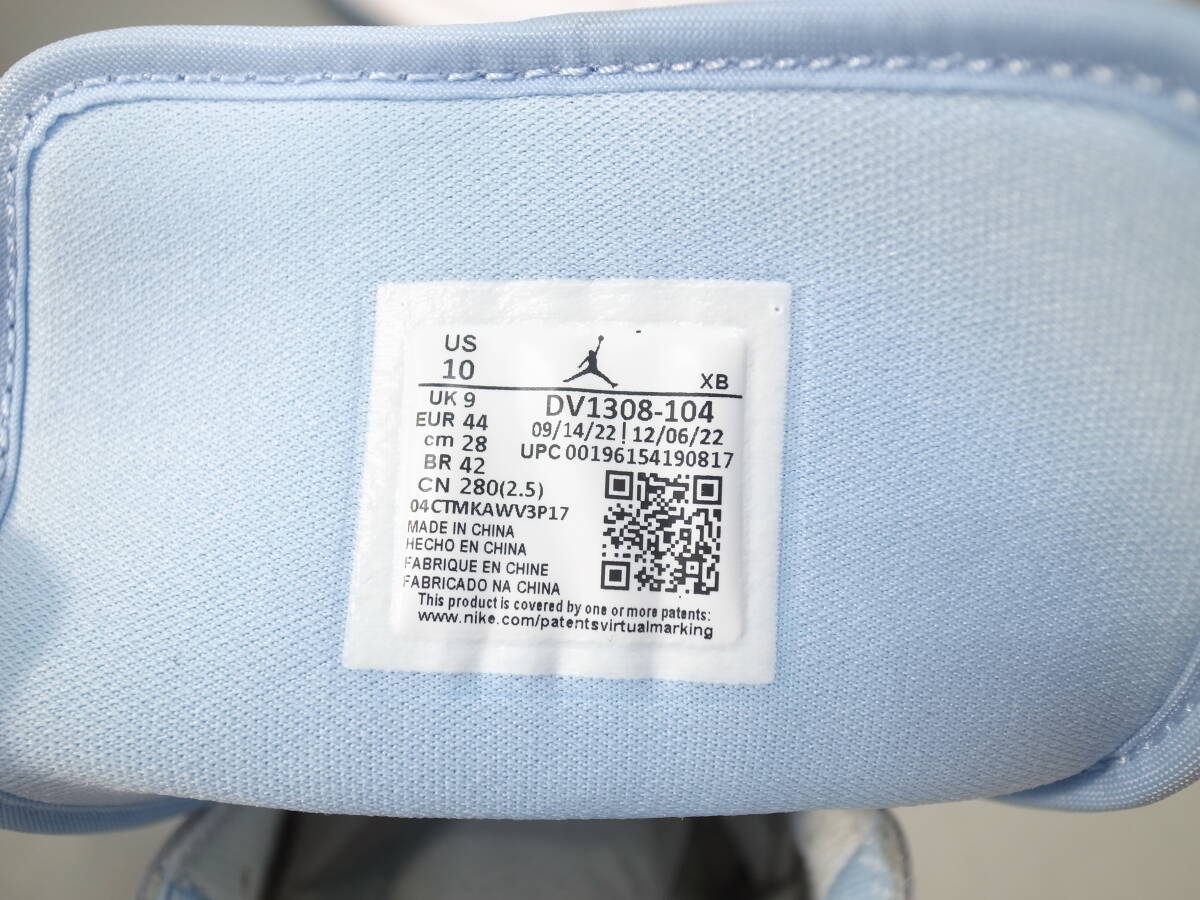 US
10
XB
UK 9
DV1308-104
EUR 44
09/14/22 | 12/06/22
cm 28
UPC 00196154190817
BR 42
CN 280(2.5)
04CTMKAWV3P17
MADE IN CHINA
HECHO EN CHINA
FABRIQUE EN CHINE
FABRICADO NA CHINA
This product is covered by one or more patents:
www.nike.com/patentsvirtualmarking